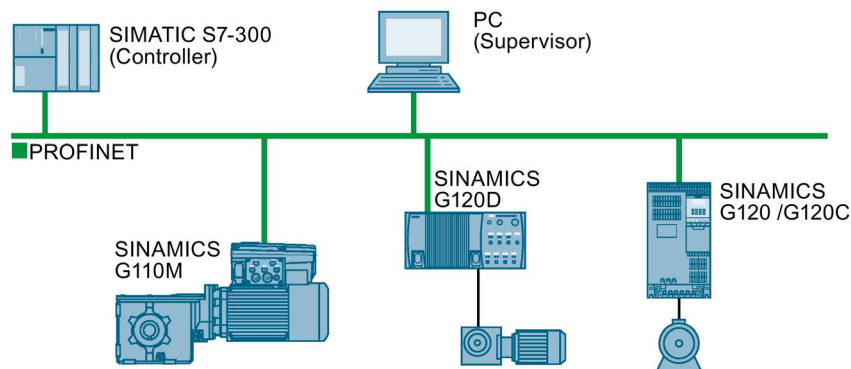 SIMATIC S7-300
(Controller)
PC
(Supervisor)
PROFINET
SINAMICS
G110M
SINAMICS
G120D
SINAMICS
G120 /G120C